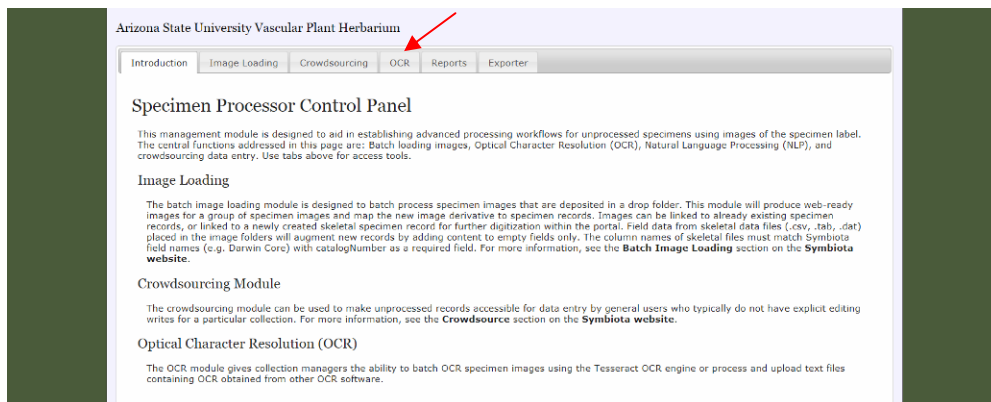 Arizona State University Vascular Plant Herbarium
Introduction Image Loading Crowdsourcing OCR Reports Exporter
Specimen Processor Control Panel
This management module is designed to aid in establishing advanced processing workflows for unprocessed specimens using images of the specimen label.
The central functions addressed in this page are: Batch loading images, Optical Character Resolution (OCR), Natural Language Processing (NLP), and
crowdsourcing data entry. Use tabs above for access tools.
Image Loading
The batch image loading module is designed to batch process specimen images that are deposited in a drop folder. This module will produce web-ready
images for a group of specimen images and map the new image derivative to specimen records. Images can be linked to already existing specimen
records, or linked to a newly created skeletal specimen record for further digitization within the portal. Field data from skeletal data files (.csv, .tab, .dat)
placed in the image folders will augment new records by adding content to empty fields only. The column names of skeletal files must match Symbiota
field names (e.g. Darwin Core) with catalogNumber as a required field. For more information, see the Batch Image Loading section on the Symbiota
website.
Crowdsourcing Module
The crowdsourcing module can be used to make unprocessed records accessible for data entry by general users who typically do not have explicit editing
writes for a particular collection. For more information, see the Crowdsource section on the Symbiota website.
Optical Character Resolution (OCR)
The OCR module gives collection managers the ability to batch OCR specimen images using the Tesseract OCR engine or process and upload text files
containing OCR obtained from other OCR software.